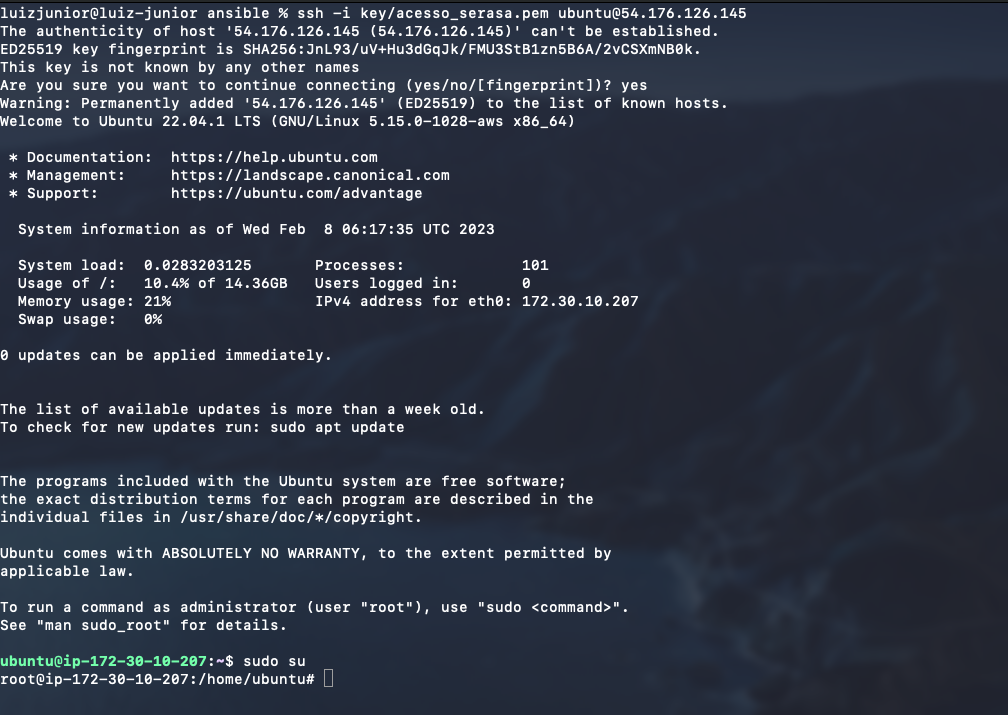 luizjunior@luiz-junior ansible % ssh -i key/acesso_serasa.pem ubuntu@54.176.126.145
The authenticity of host '54.176.126.145 (54.176.126.145)' can't be established.
ED25519 key fingerprint is SHA256:JnL93/uV+Hu3dGqJk/FMU3StB1zn5B6A/2vCSXmNB0k.
This key is not known by any other names
Are you sure you want to continue connecting (yes/no/[fingerprint])? yes
Warning: Permanently added '54.176.126.145' (ED25519) to the list of known hosts.
Welcome to Ubuntu 22.04.1 LTS (GNU/Linux 5.15.0-1028-aws x86_64)
* Documentation:  https://help.ubuntu.com
* Management:     https://landscape.canonical.com
* Support:        https://ubuntu.com/advantage
System information as of Wed Feb  8 06:17:35 UTC 2023
System load:  0.0283203125       Processes:             101
Usage of /:   10.4% of 14.36GB   Users logged in:       0
Memory usage: 21%                IPv4 address for eth0: 172.30.10.207
Swap usage:   0%
0 updates can be applied immediately.
The list of available updates is more than a week old.
To check for new updates run: sudo apt update
The programs included with the Ubuntu system are free software;
the exact distribution terms for each program are described in the
individual files in /usr/share/doc/*/copyright.
Ubuntu comes with ABSOLUTELY NO WARRANTY, to the extent permitted by
applicable law.
To run a command as administrator (user "root"), use "sudo <command>".
See "man sudo_root" for details.
ubuntu@ip-172-30-10-207:~$ sudo su
root@ip-172-30-10-207:/home/ubuntu#